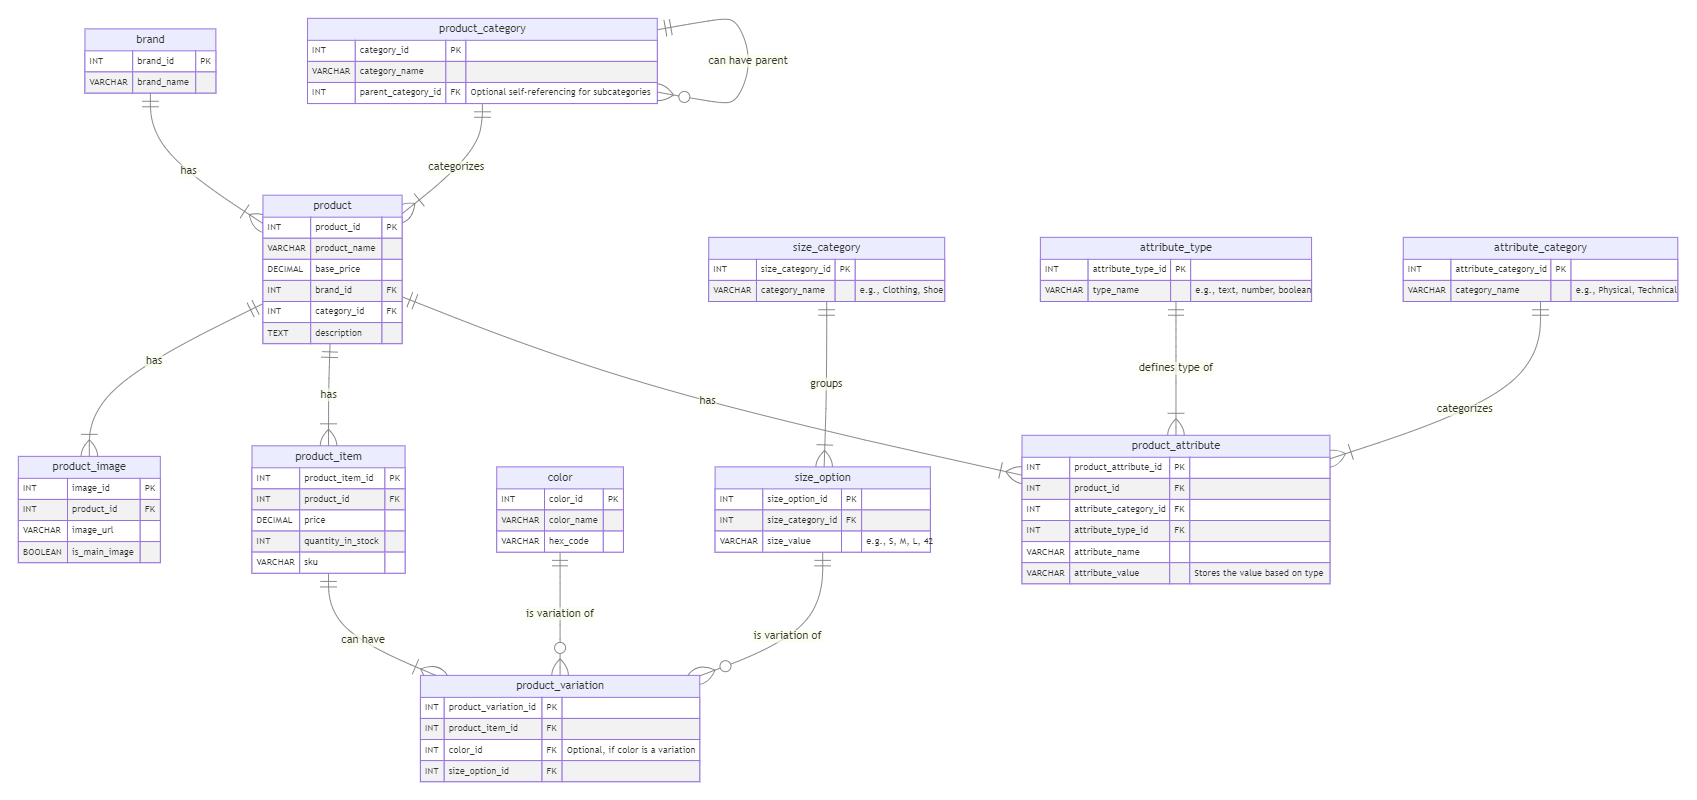 brand
INT brand_id PK
VARCHAR brand_name
product_category
INT category_id PK
VARCHAR category_name
INT parent_category_id FK Optional self-referencing for subcategories
can have parent
has
categorizes
product
INT product_id PK
VARCHAR product_name
DECIMAL base_price
INT brand_id FK
INT category_id FK
TEXT description
size_category
INT size_category_id PK
VARCHAR category_name e.g., Clothing, Shoe
attribute_type
INT attribute_type_id PK
VARCHAR type_name e.g., text, number, boolean
attribute_category
INT attribute_category_id PK
VARCHAR category_name e.g., Physical, Technical
has
has
has
groups
defines type of
categorizes
product_image
INT image_id PK
INT product_id FK
VARCHAR image_url
BOOLEAN is_main_image
product_item
INT product_item_id PK
INT product_id FK
DECIMAL price
INT quantity_in_stock
VARCHAR sku
color
INT color_id PK
VARCHAR color_name
VARCHAR hex_code
size_option
INT size_option_id PK
INT size_category_id FK
VARCHAR size_value e.g., S, M, L, 42
product_attribute
INT product_attribute_id PK
INT product_id FK
INT attribute_category_id FK
INT attribute_type_id FK
VARCHAR attribute_name
VARCHAR attribute_value Stores the value based on type
can have
is variation of
is variation of
product_variation
INT product_variation_id PK
INT product_item_id FK
INT color_id FK Optional, if color is a variation
INT size_option_id FK